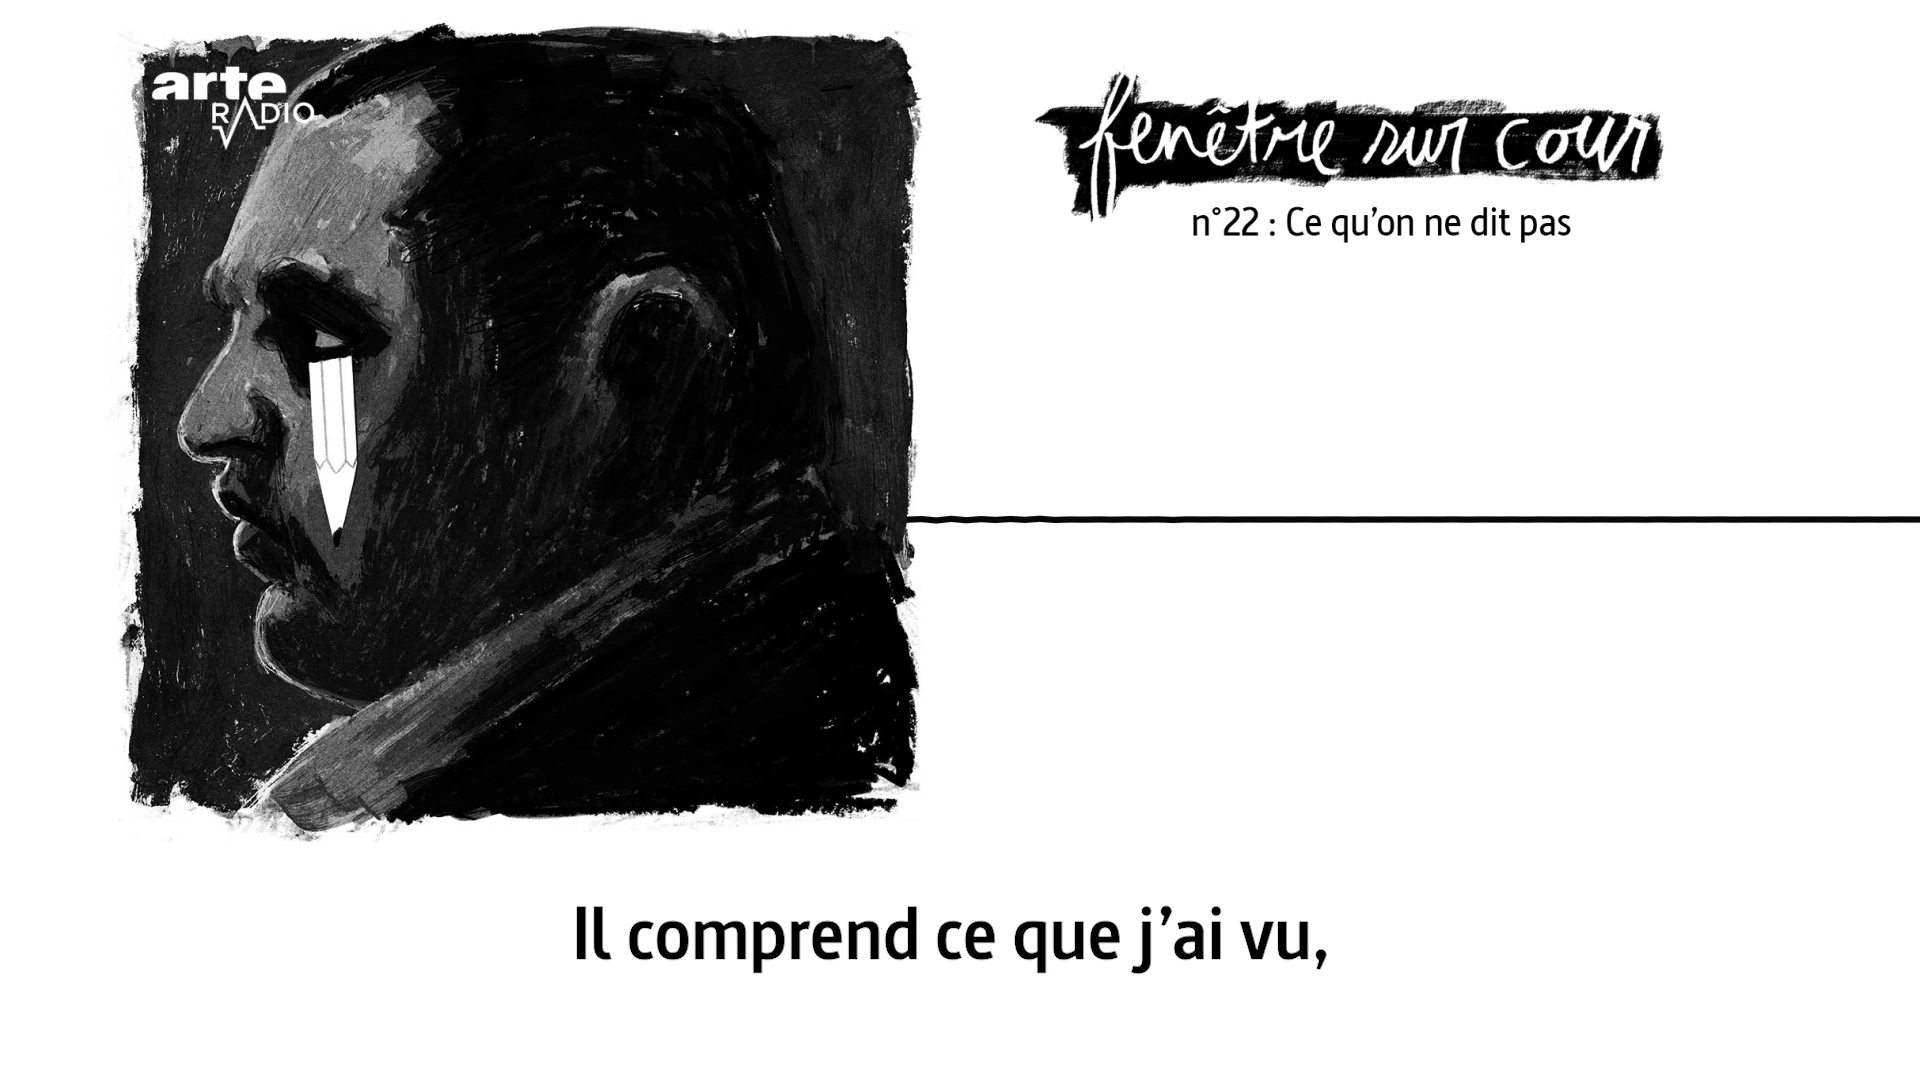 arte
RADIO
fenêtre sur cour
n°22 : Ce qu’on ne dit pas
Il comprend ce que j’ai vu,